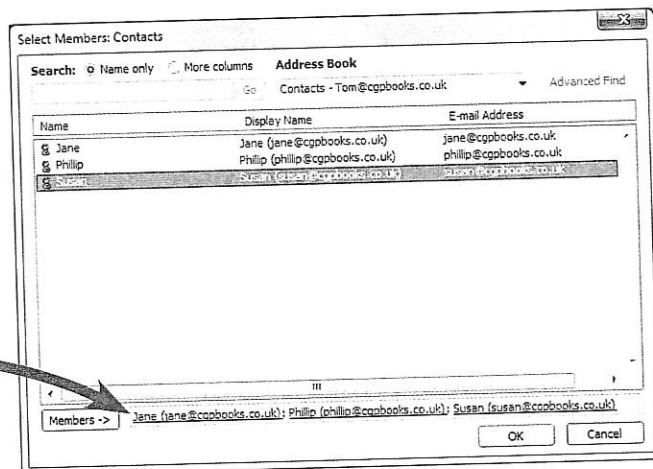 Select Members: Contacts
Search: Name only More columns Address Book
Go Contacts - Tom@cgpbooks.co.uk Advanced Find
Name Display Name E-mail Address
Jane Jane (jane@cgpbooks.co.uk) jane@cgpbooks.co.uk
Phillip Phillip (phillip@cgpbooks.co.uk) phillip@cgpbooks.co.uk
Susan Susan (susan@cgpbooks.co.uk) susan@cgpbooks.co.uk
Members -> Jane (jane@cgpbooks.co.uk); Phillip (phillip@cgpbooks.co.uk); Susan (susan@cgpbooks.co.uk)
OK Cancel